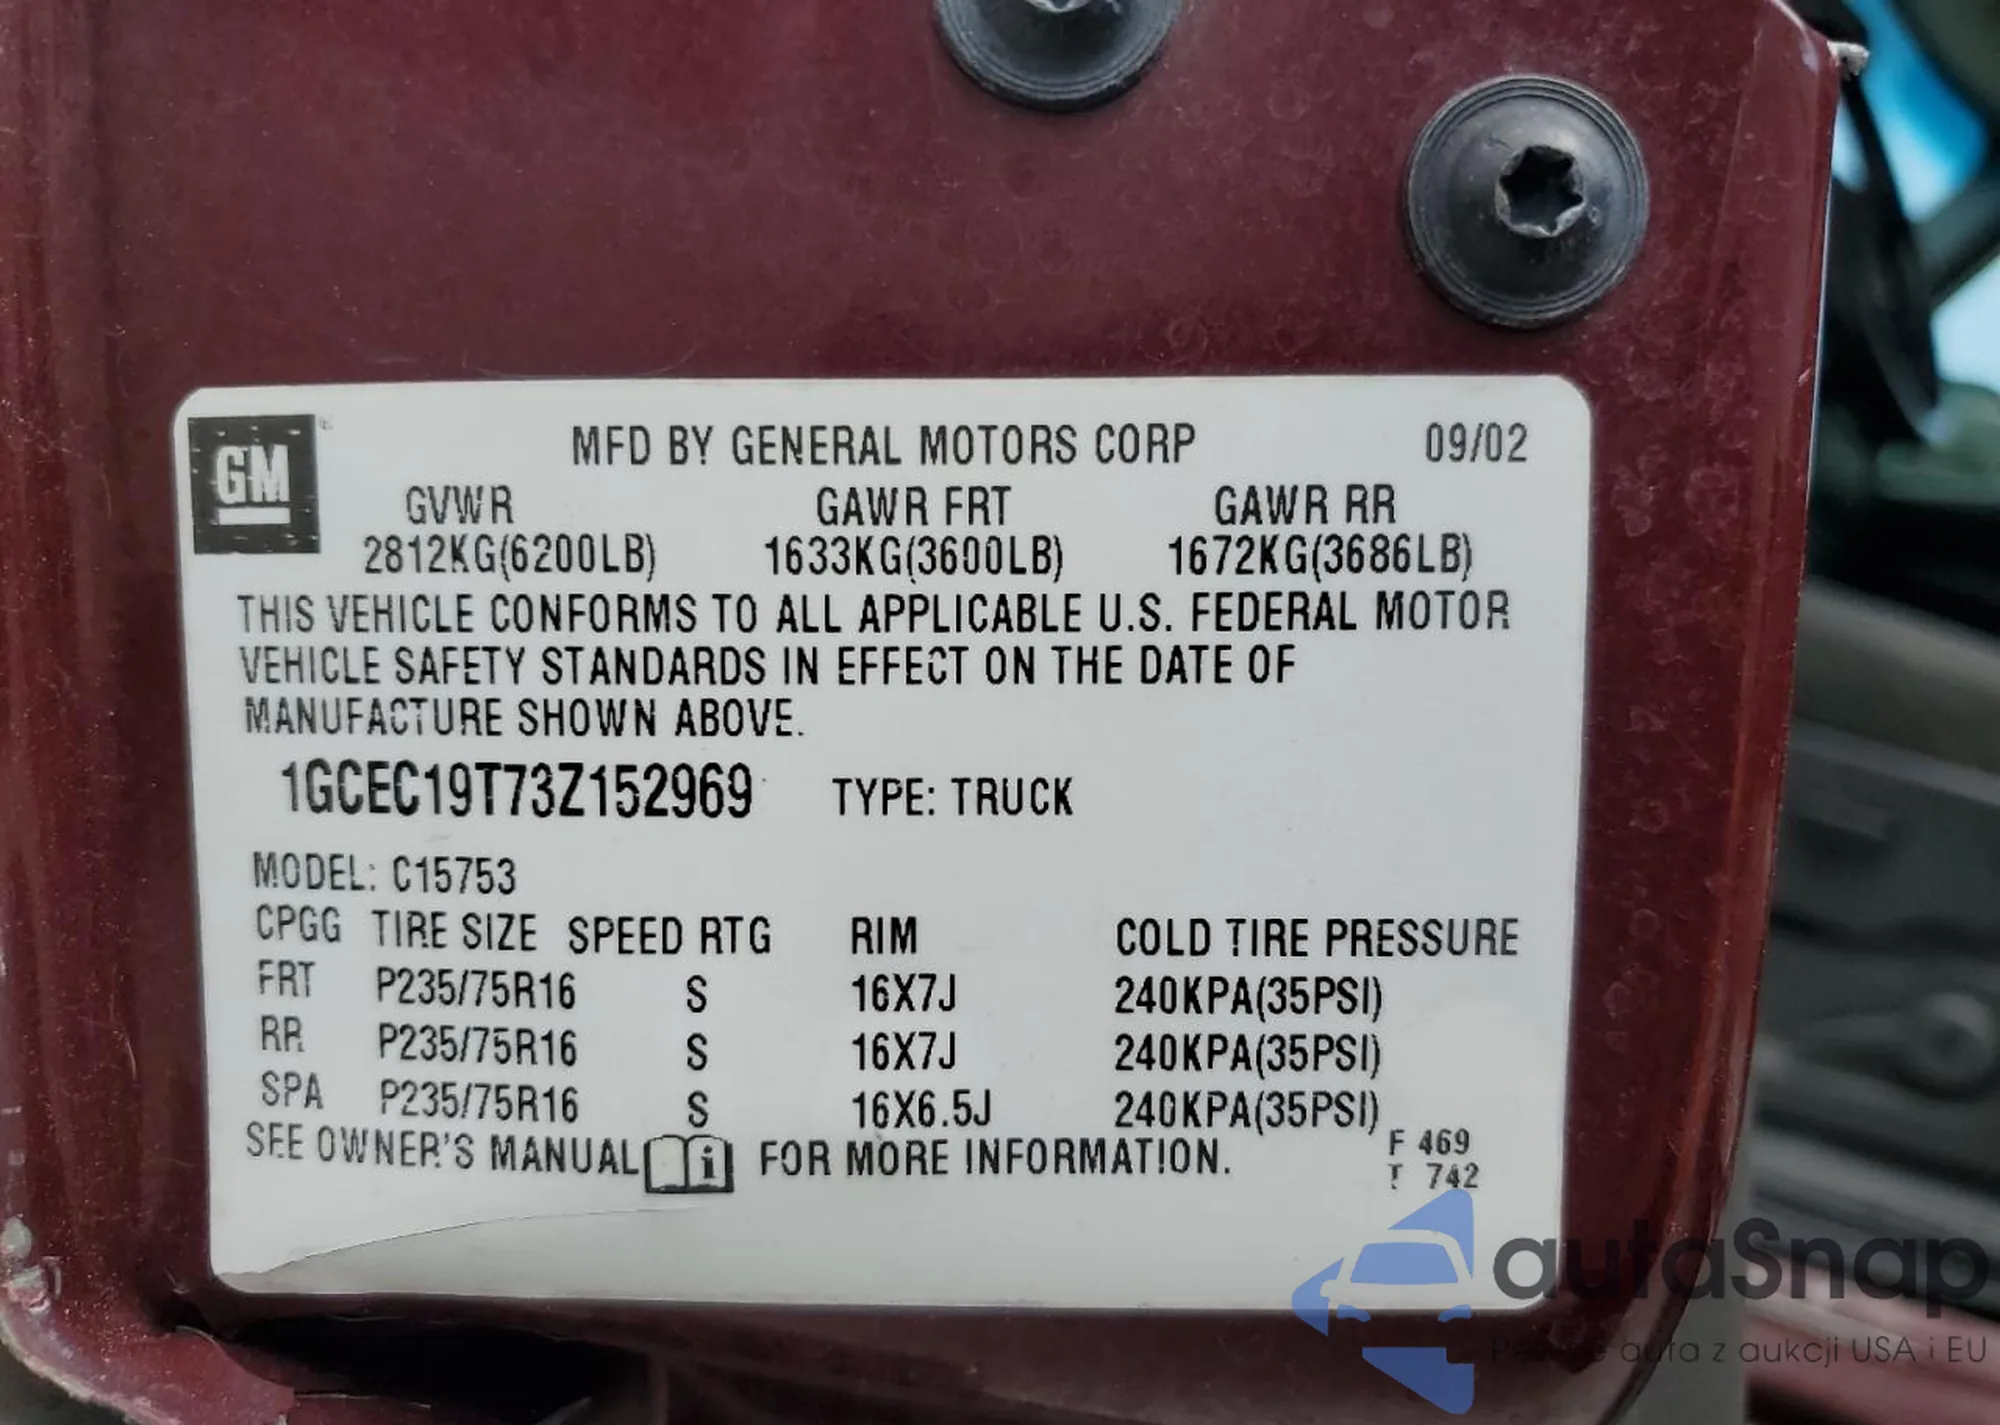 GM
MFD BY GENERAL MOTORS CORP 09/02
GVWR GAWR FRT GAWR RR
2812KG(6200LB) 1633KG(3600LB) 1672KG(3686LB)
THIS VEHICLE CONFORMS TO ALL APPLICABLE U.S. FEDERAL MOTOR
VEHICLE SAFETY STANDARDS IN EFFECT ON THE DATE OF
MANUFACTURE SHOWN ABOVE.
1GCEC19T73Z152969 TYPE: TRUCK
MODEL: C15753
CPGG TIRE SIZE SPEED RTG RIM COLD TIRE PRESSURE
FRT P235/75R16 S 16X7J 240KPA(35PSI)
RR P235/75R16 S 16X7J 240KPA(35PSI)
SPA P235/75R16 S 16X6.5J 240KPA(35PSI)
SEE OWNER'S MANUAL i FOR MORE INFORMATION.
F 469
T 742
autaSnap
auta z aukcji USA i EU